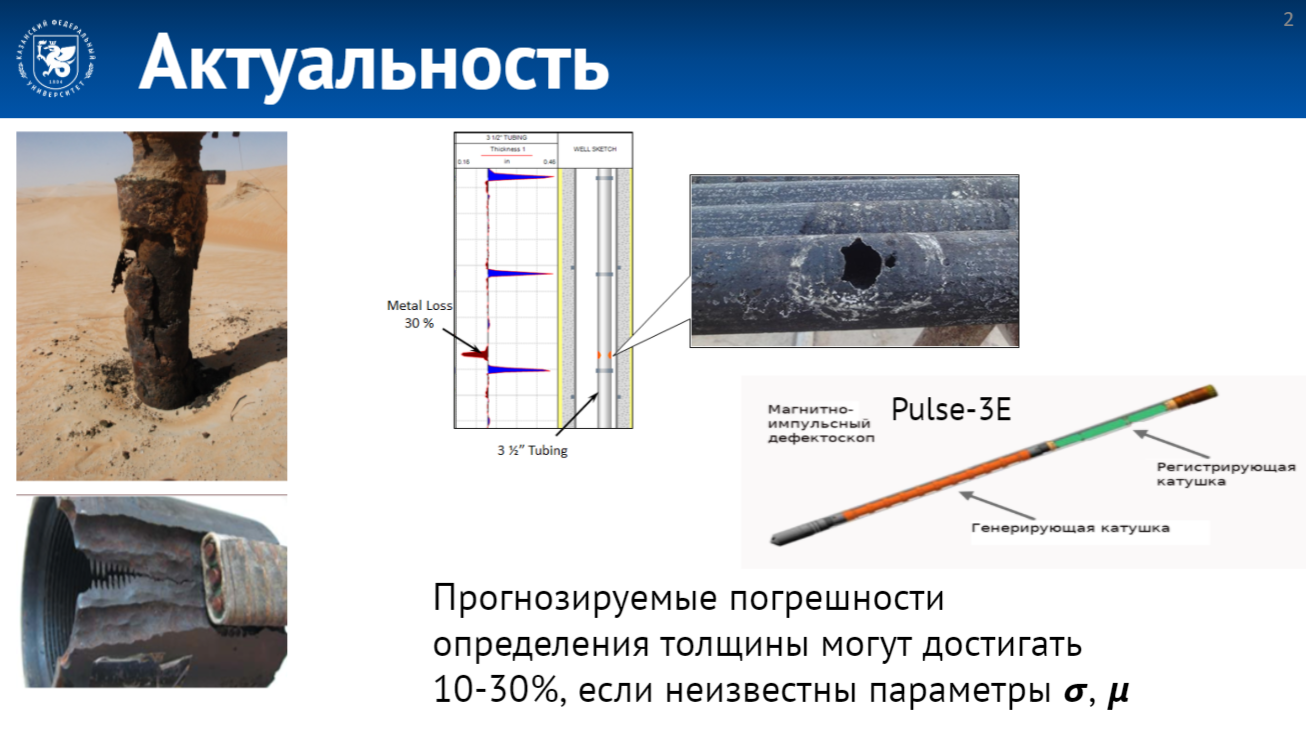 2
КАЗАНСКИЙ ФЕДЕРАЛЬНЫЙ
УНИВЕРСИТЕТ
1804
Актуальность
3 1/2" TUBING
Thickness 1
WELL SKETCH
0.16 in 0.46
Metal Loss
30 %
3 ½” Tubing
Магнитно-
импульсный
дефектоскоп
Pulse-3E
Регистрирующая
катушка
Генерирующая катушка
Прогнозируемые погрешности
определения толщины могут достигать
10-30%, если неизвестны параметры σ, μ